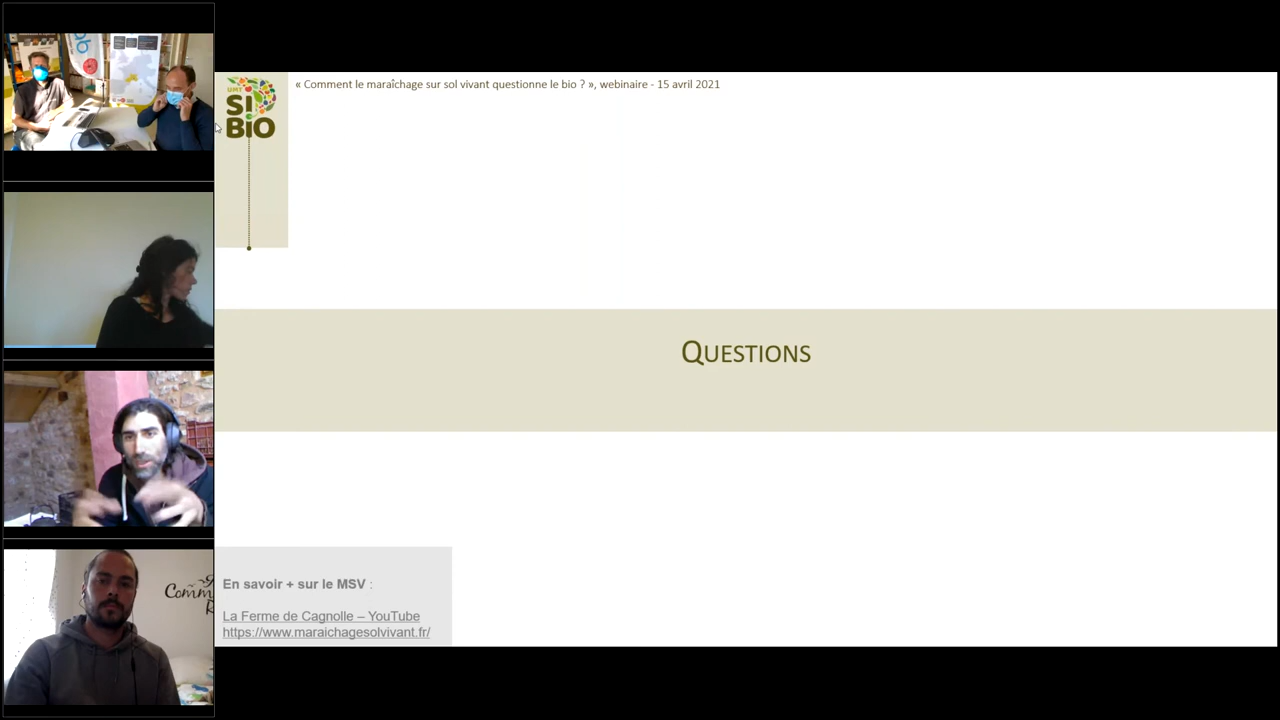 « Comment le maraîchage sur sol vivant questionne le bio ? », webinaire - 15 avril 2021
UMT
SI
BIO
QUESTIONS
En savoir + sur le MSV :
La Ferme de Cagnolle – YouTube
https://www.maraichagesolvivant.fr/